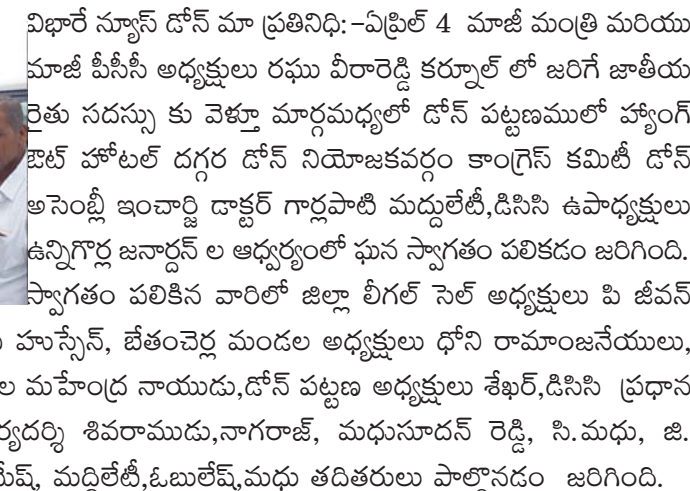 విభారే న్యూస్ డోన్ మా ప్రతినిధి:-ఏప్రిల్ 4 మాజీ మంత్రి మరియు
మాజీ పీసీసీ అధ్యక్షులు రఘు వీరారెడ్డి కర్నూల్ లో జరిగే జాతీయ
రైతు సదస్సు కు వెళ్తూ మార్గమధ్యలో డోన్ పట్టణములో హ్యాంగ్
ఔట్ హోటల్ దగ్గర డోన్ నియోజకవర్గం కాంగ్రెస్ కమిటీ డోన్
అసెంబ్లీ ఇంచార్జి డాక్టర్ గార్లపాటి మద్దులేటీ,డిసిసి ఉపాధ్యక్షులు
ఉన్నిగొర్ల జనార్దన్ ల ఆధ్వర్యంలో ఘన స్వాగతం పలికడం జరిగింది.
స్వాగతం పలికిన వారిలో జిల్లా లీగల్ సెల్ అధ్యక్షులు పి జీవన్
హుస్సేన్, బేతంచెర్ల మండల అధ్యక్షులు ధోని రామాంజనేయులు,
ల మహేంద్ర నాయుడు,డోన్ పట్టణ అధ్యక్షులు శేఖర్,డిసిసి ప్రధాన
ర్యదర్శి శివరాముడు,నాగరాజ్, మధుసూదన్ రెడ్డి, సి.మధు, జి.
మేష్, మద్దిలేటీ,ఓబులేష్,మధు తదితరులు పాల్గొనడం జరిగింది.